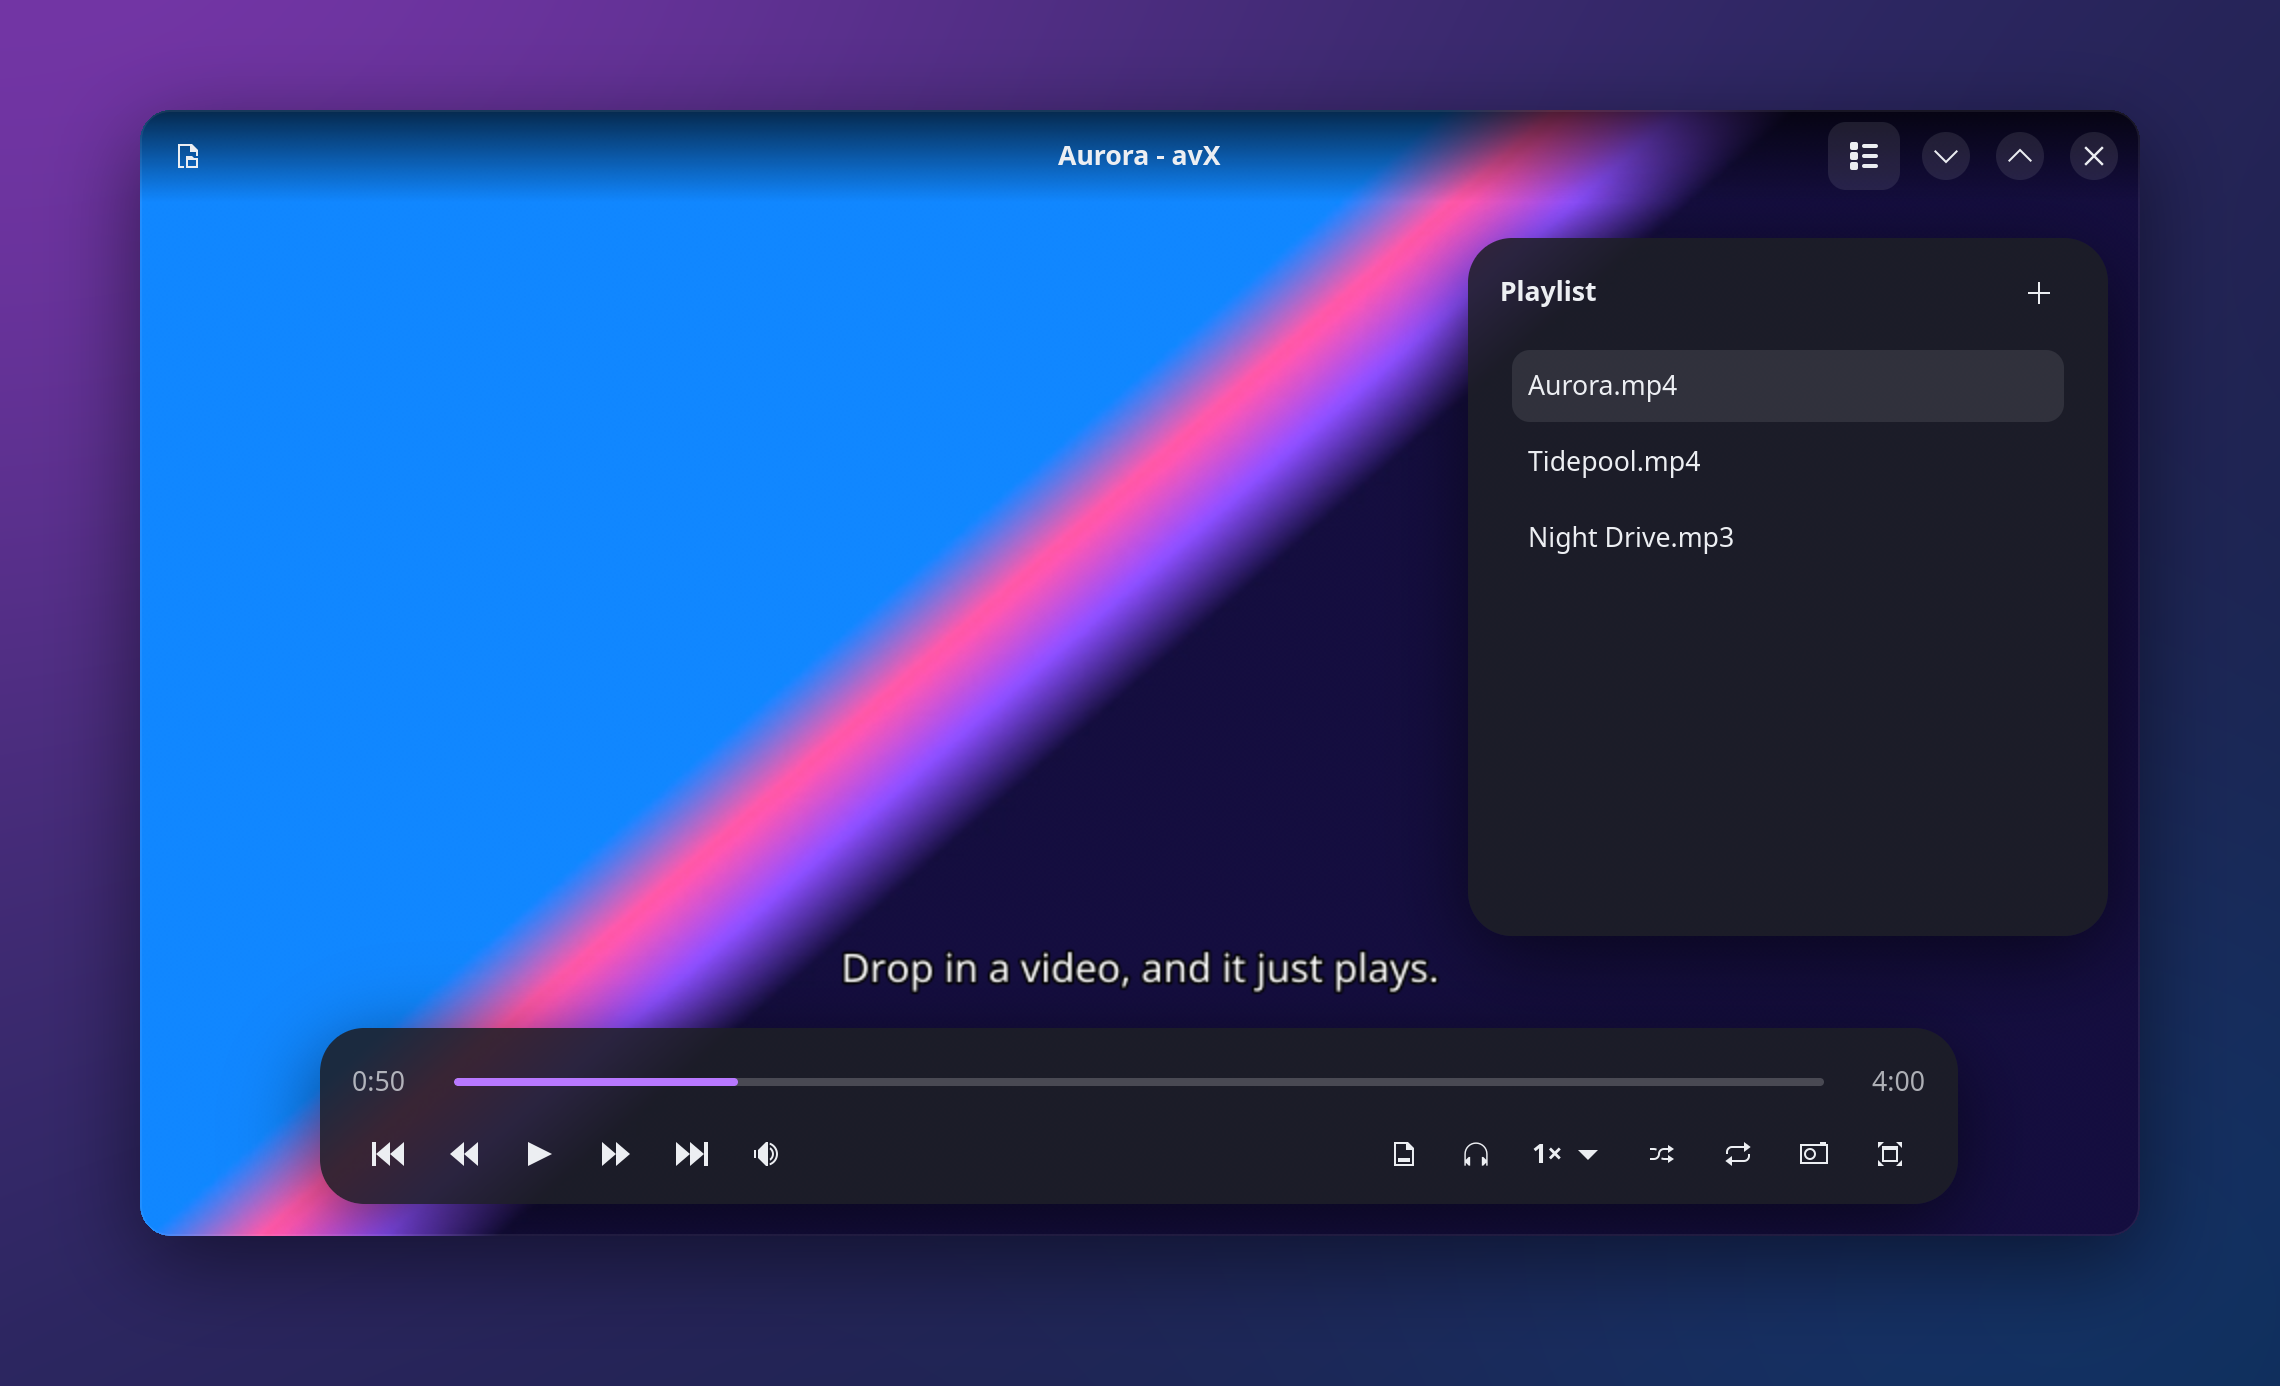 Aurora - avX
Playlist
Aurora.mp4
Tidepool.mp4
Night Drive.mp3
Drop in a video, and it just plays.
0:50
4:00
1×